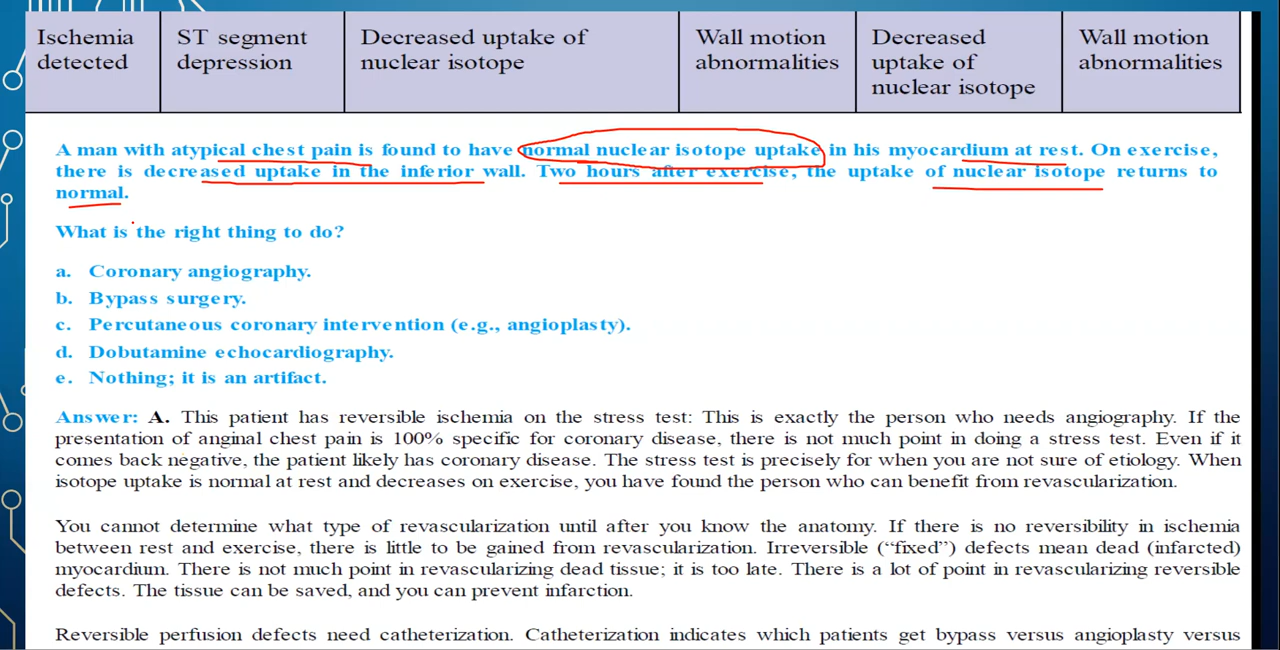 Ischemia detected
ST segment depression
Decreased uptake of nuclear isotope
Wall motion abnormalities
Decreased uptake of nuclear isotope
Wall motion abnormalities
A man with atypical chest pain is found to have normal nuclear isotope uptake in his myocardium at rest. On exercise,
there is decreased uptake in the inferior wall. Two hours after exercise, the uptake of nuclear isotope returns to
normal.
What is the right thing to do?
a. Coronary angiography.
b. Bypass surgery.
c. Percutaneous coronary intervention (e.g., angioplasty).
d. Dobutamine echocardiography.
e. Nothing; it is an artifact.
Answer: A. This patient has reversible ischemia on the stress test: This is exactly the person who needs angiography. If the
presentation of anginal chest pain is 100% specific for coronary disease, there is not much point in doing a stress test. Even if it
comes back negative, the patient likely has coronary disease. The stress test is precisely for when you are not sure of etiology. When
isotope uptake is normal at rest and decreases on exercise, you have found the person who can benefit from revascularization.
You cannot determine what type of revascularization until after you know the anatomy. If there is no reversibility in ischemia
between rest and exercise, there is little to be gained from revascularization. Irreversible (“fixed”) defects mean dead (infarcted)
myocardium. There is not much point in revascularizing dead tissue; it is too late. There is a lot of point in revascularizing reversible
defects. The tissue can be saved, and you can prevent infarction.
Reversible perfusion defects need catheterization. Catheterization indicates which patients get bypass versus angioplasty versus